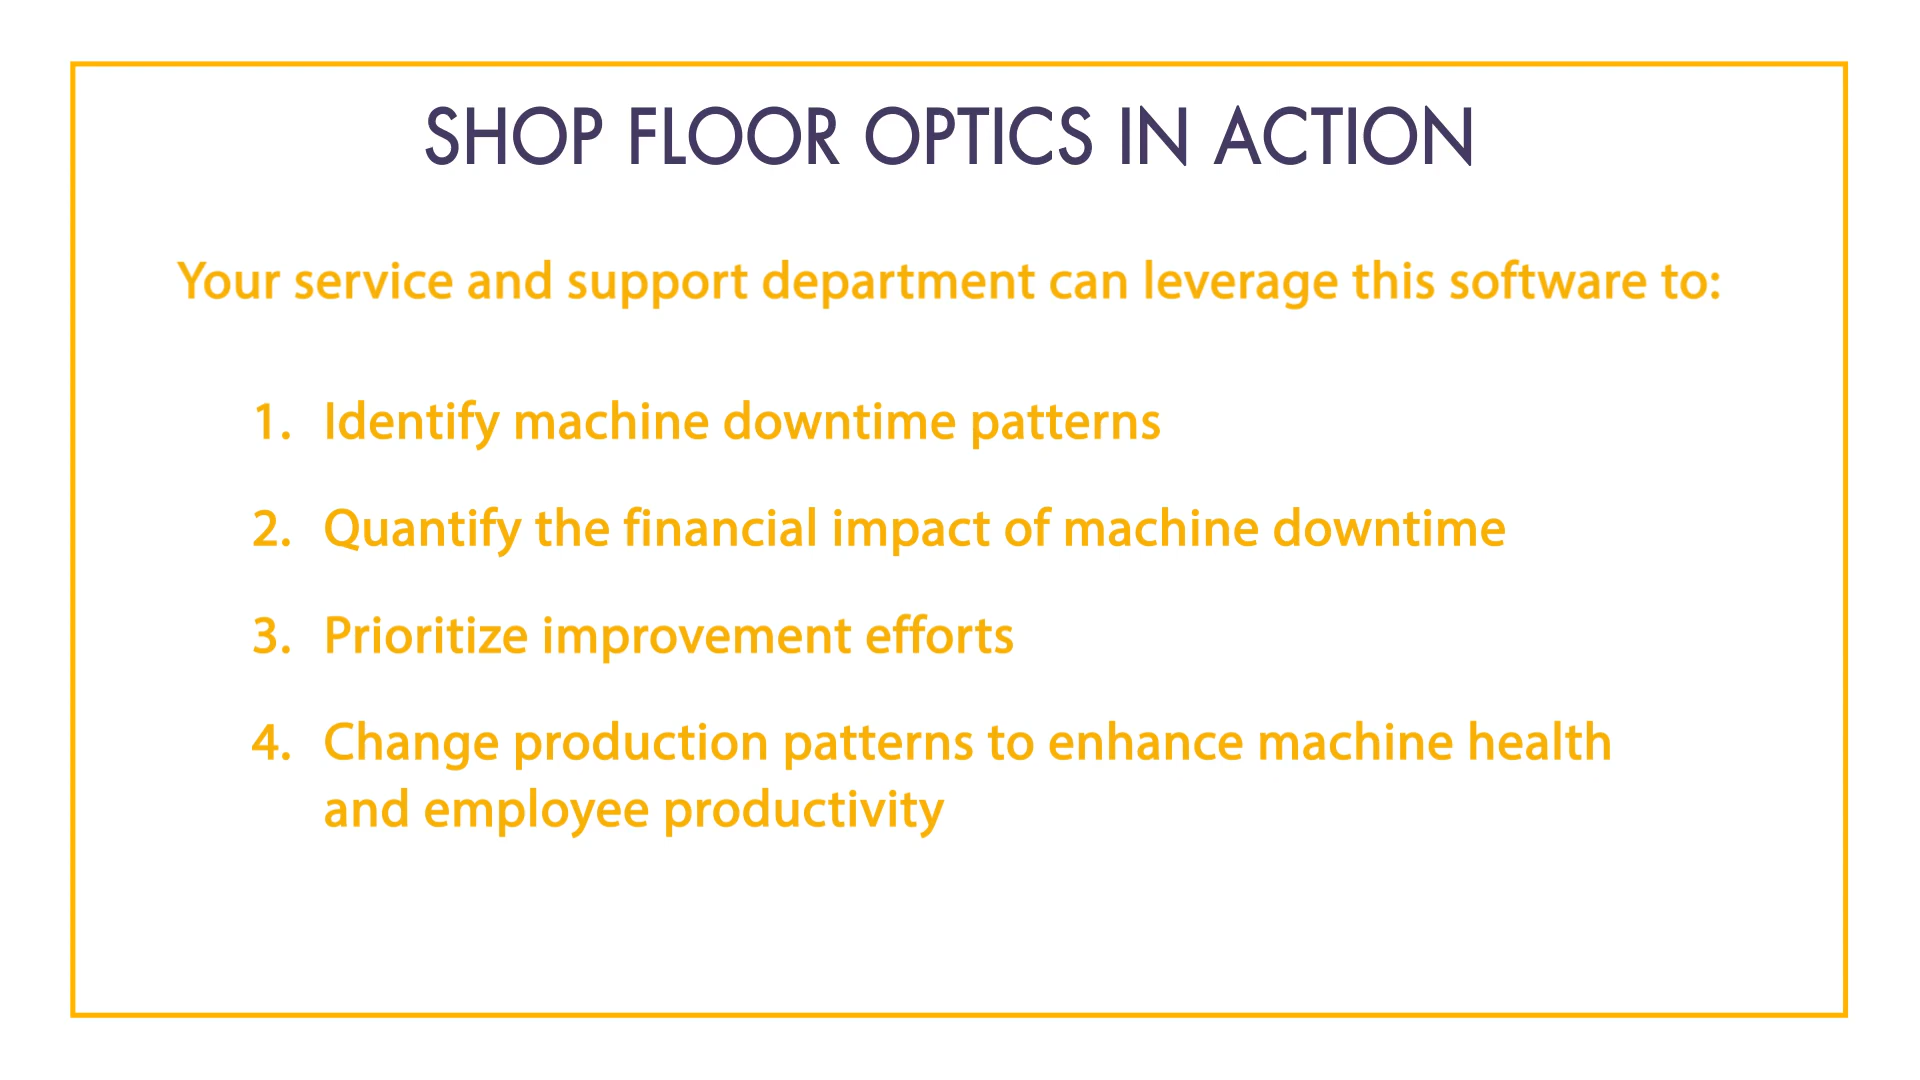 SHOP FLOOR OPTICS IN ACTION
Your service and support department can leverage this software to:
1. Identify machine downtime patterns
2. Quantify the financial impact of machine downtime
3. Prioritize improvement efforts
4. Change production patterns to enhance machine health
and employee productivity